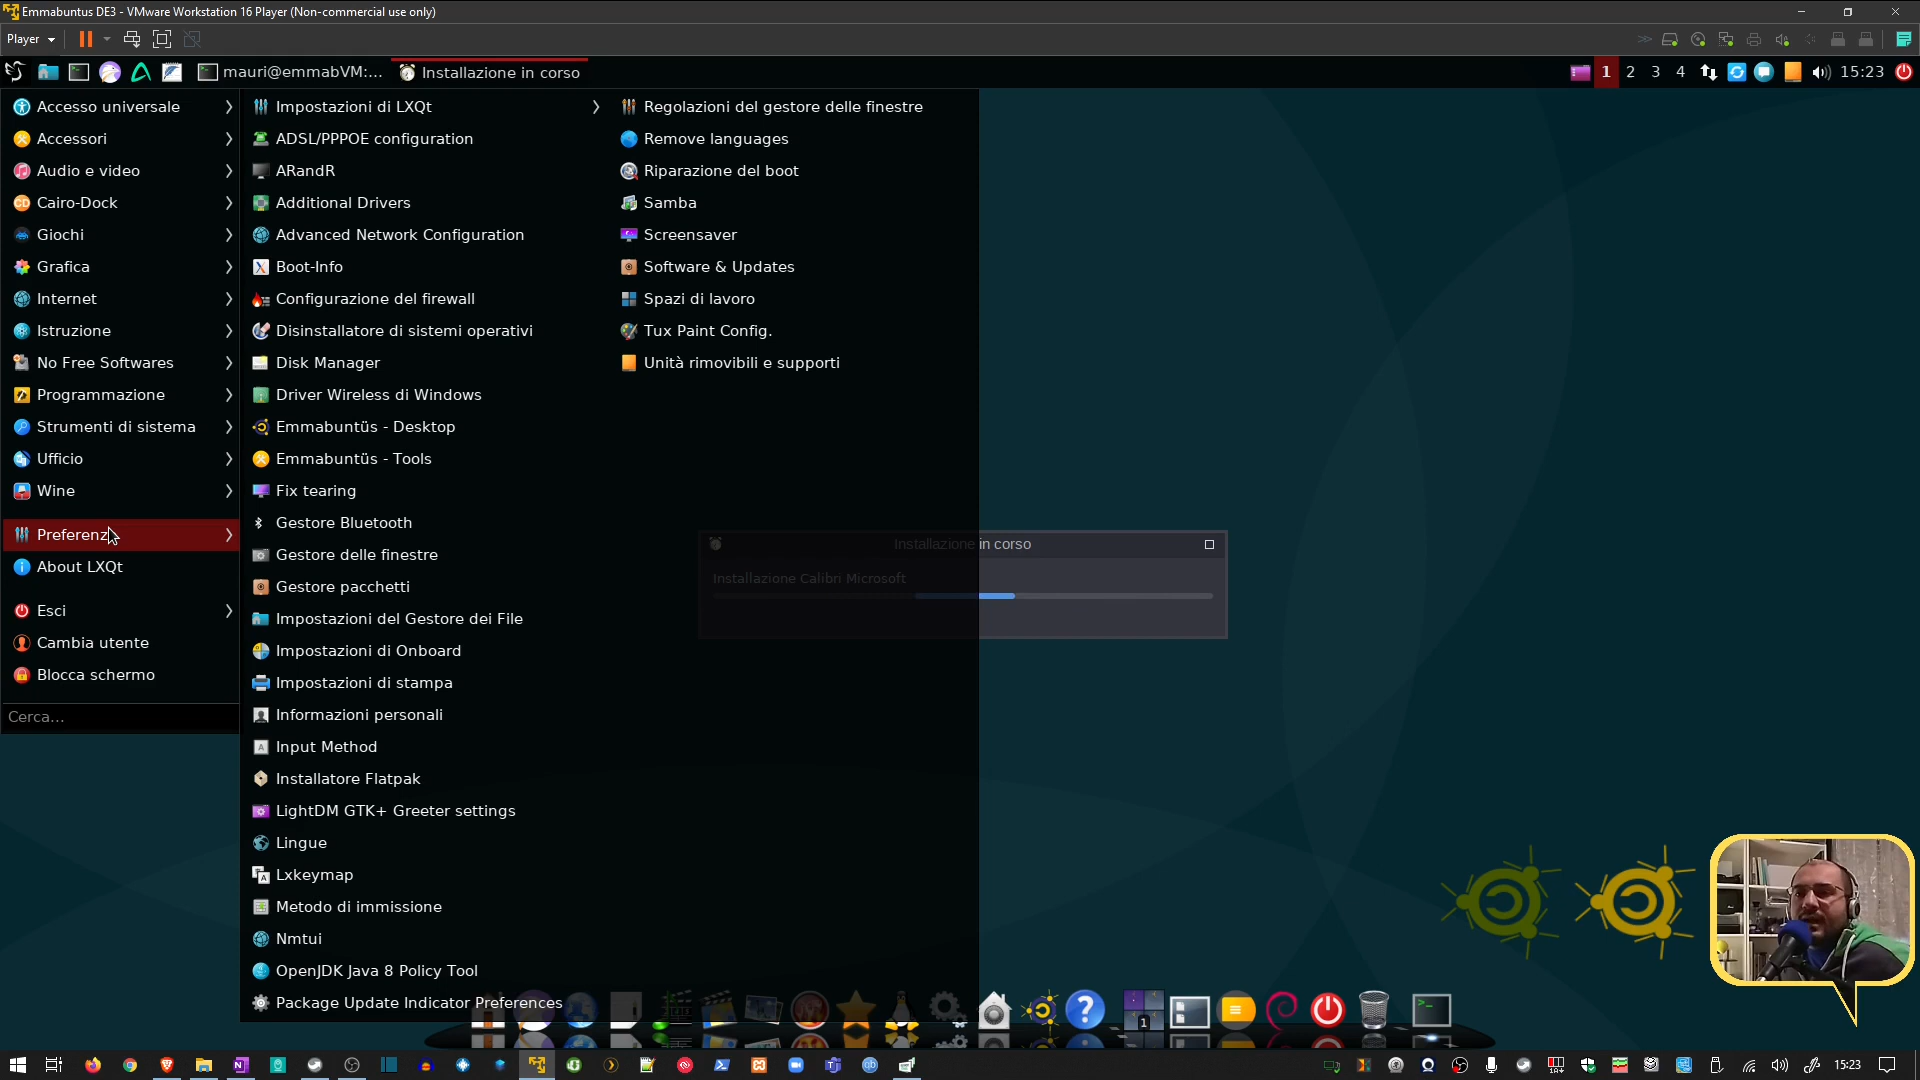 Emmabuntus DE3 - VMware Workstation 16 Player (Non-commercial use only)
Player
mauri@emmabVM:...
Installazione in corso
1
2
3
4
15:23
Accesso universale
Accessori
Audio e video
Cairo-Dock
Giochi
Grafica
Internet
Istruzione
No Free Softwares
Programmazione
Strumenti di sistema
Ufficio
Wine
Preferenz
About LXQt
Esci
Cambia utente
Blocca schermo
Cerca...
Impostazioni di LXQt
ADSL/PPPOE configuration
ARandR
Additional Drivers
Advanced Network Configuration
Boot-Info
Configurazione del firewall
Disinstallatore di sistemi operativi
Disk Manager
Driver Wireless di Windows
Emmabuntüs - Desktop
Emmabuntüs - Tools
Fix tearing
Gestore Bluetooth
Gestore delle finestre
Gestore pacchetti
Impostazioni del Gestore dei File
Impostazioni di Onboard
Impostazioni di stampa
Informazioni personali
Input Method
Installatore Flatpak
LightDM GTK+ Greeter settings
Lingue
Lxkeymap
Metodo di immissione
Nmtui
OpenJDK Java 8 Policy Tool
Package Update Indicator Preferences
Regolazioni del gestore delle finestre
Remove languages
Riparazione del boot
Samba
Screensaver
Software & Updates
Spazi di lavoro
Tux Paint Config.
Unità rimovibili e supporti
Installazione in corso
Installazione Calibri Microsoft
1
15:23